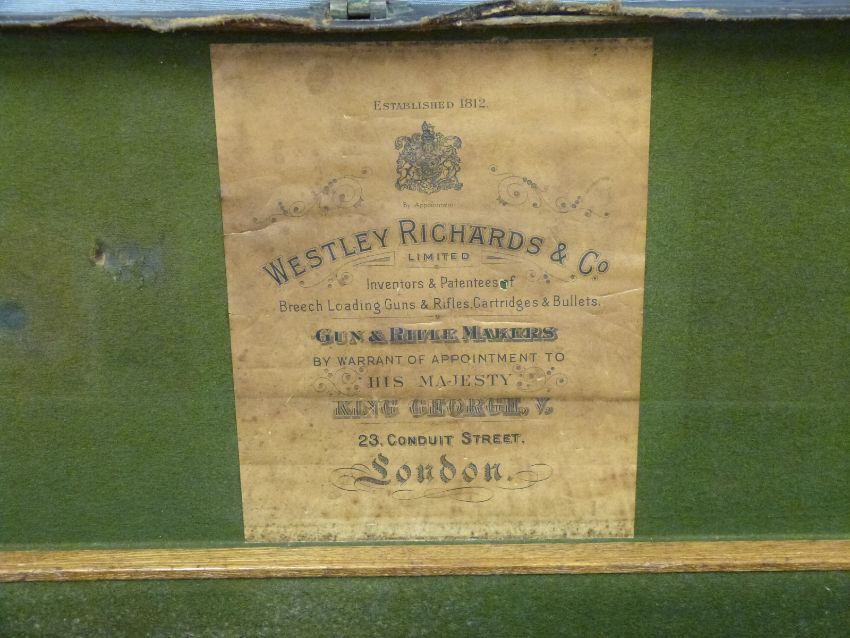 ESTABLISHED 1812.
By Appointment
WESTLEY RICHARDS & Co
LIMITED
Inventors & Patentees of
Breech Loading Guns & Rifles, Cartridges & Bullets.
GUN & RIFLE MAKERS
BY WARRANT OF APPOINTMENT TO
HIS MAJESTY
KING GEORGE, V.
23, CONDUIT STREET.
London.